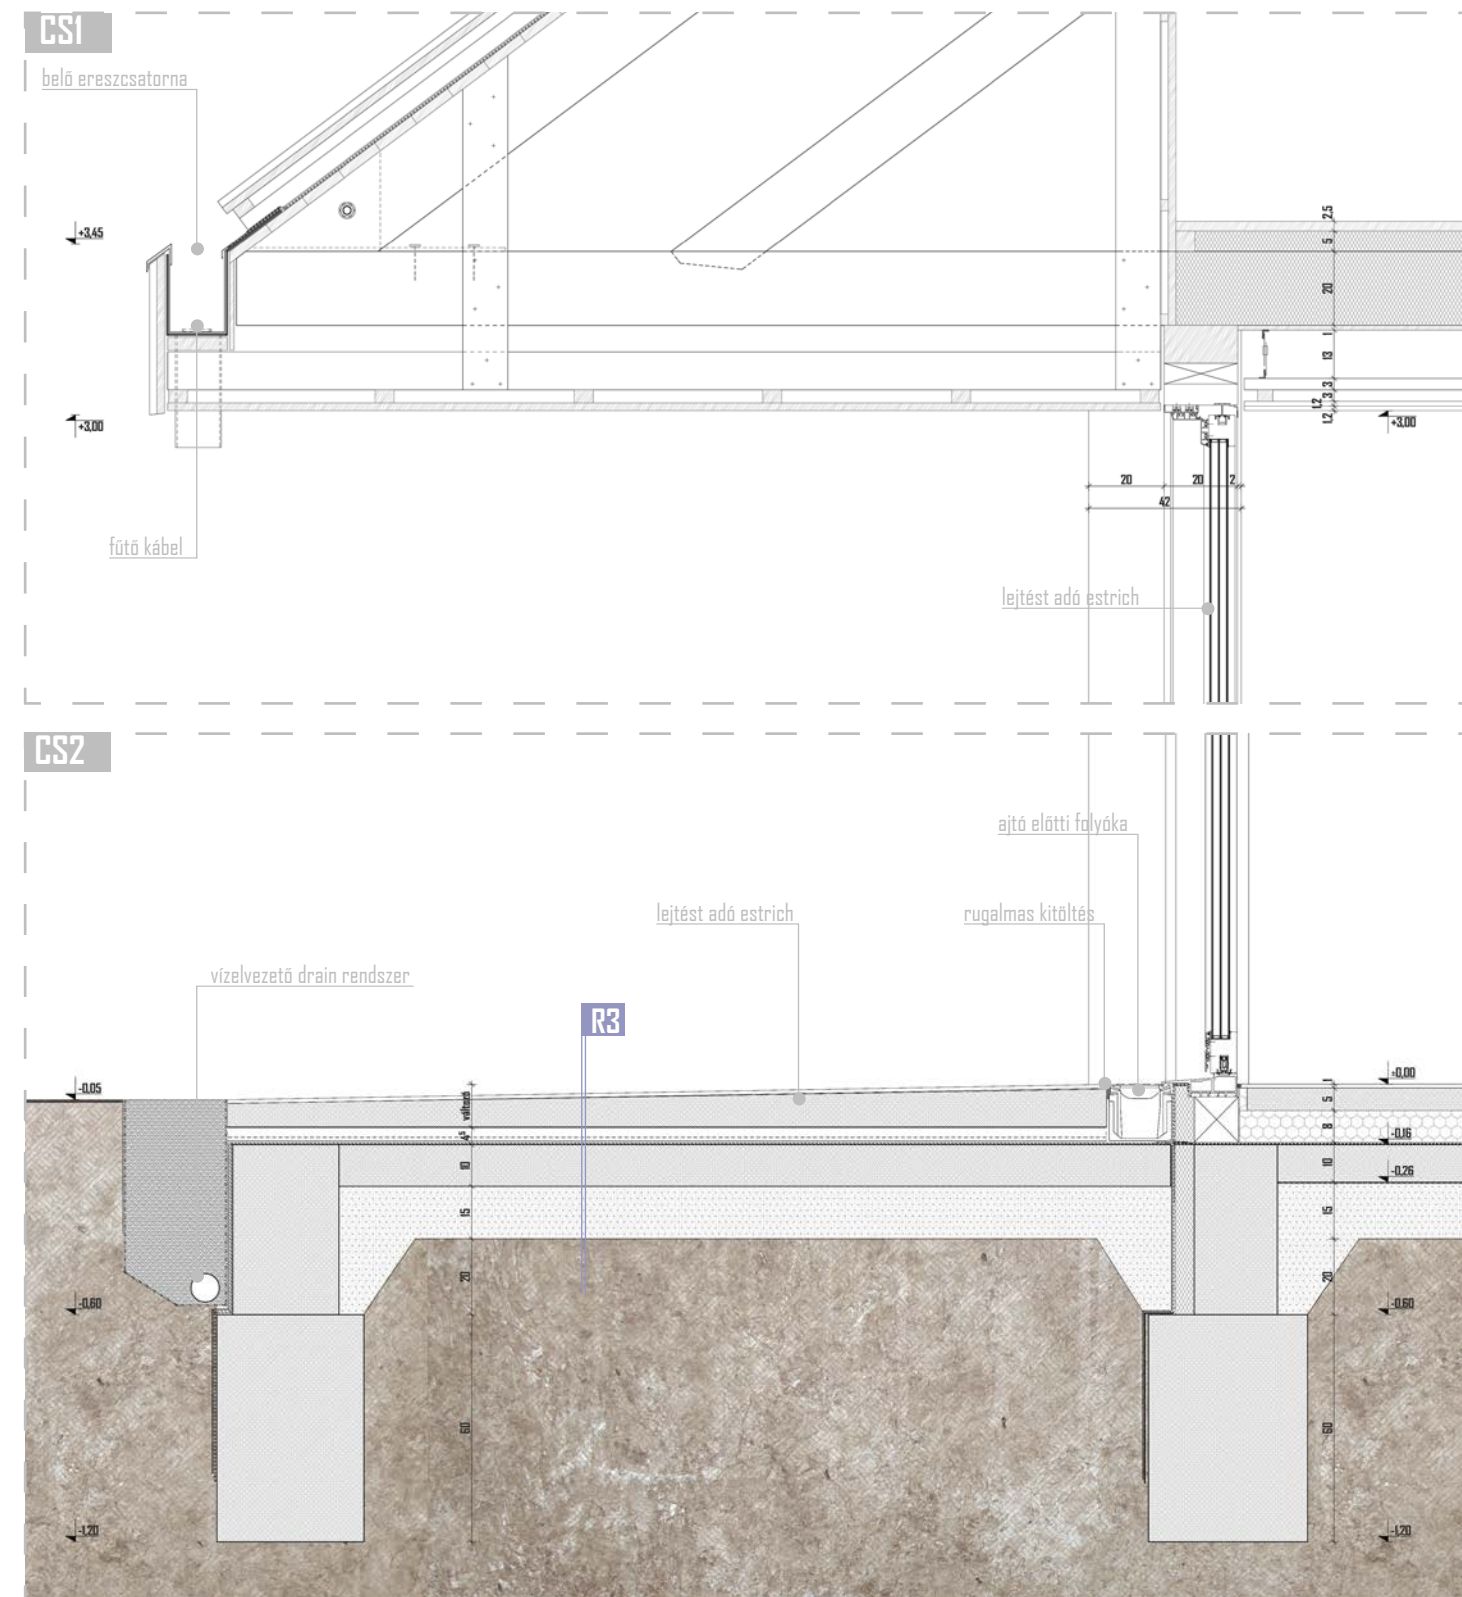 CS1
belő ereszcsatorna
+3,45
+3,00
fűtő kábel
2,5
5
20
1
13
3
3
1,2
1,2
+3,00
20 20 2
42
lejtést adó estrich
CS2
ajtó előtti folyóka
lejtést adó estrich
rugalmas kitöltés
vízelvezető drain rendszer
R3
-0,05
±0,00
változó
4⁵
10
15
20
60
1
5
8
10
15
20
60
-0,16
-0,26
-0,60
-0,60
-1,20
-1,20